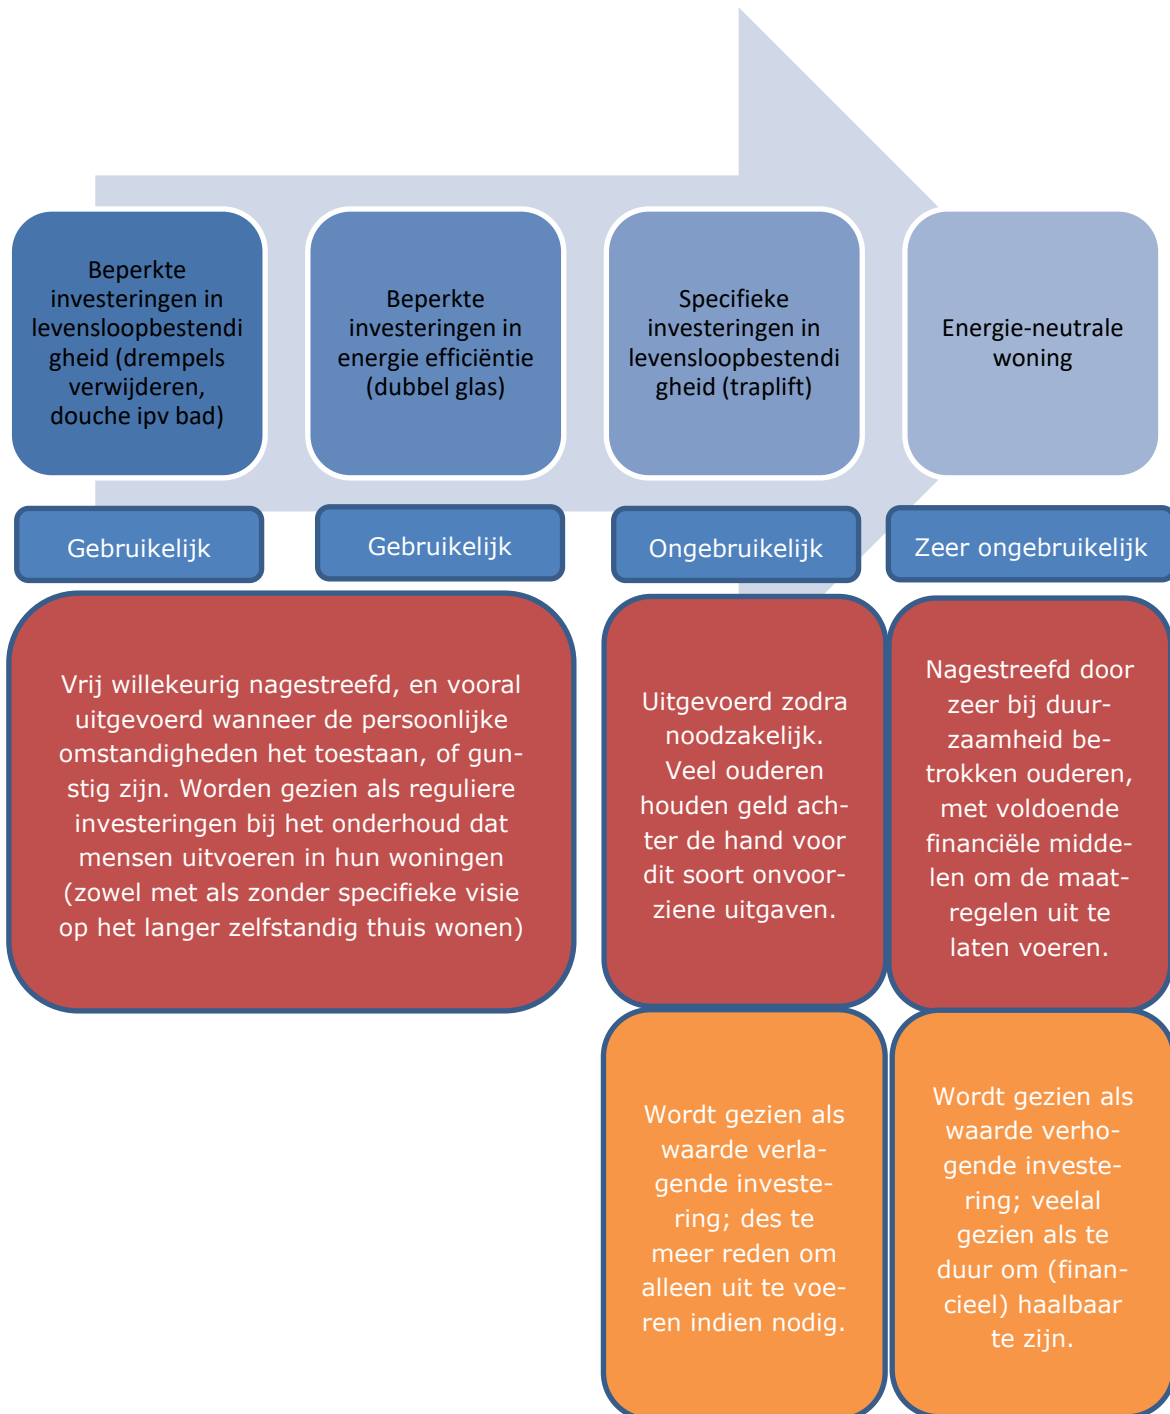 Beperkte
investeringen in
levensloopbestendi
gheid (drempels
verwijderen,
douche ipv bad)
Beperkte
investeringen in
energie efficiëntie
(dubbel glas)
Specifieke
investeringen in
levensloopbestendi
gheid (traplift)
Energie-neutrale
woning
Gebruikelijk
Gebruikelijk
Ongebruikelijk
Zeer ongebruikelijk
Vrij willekeurig nagestreefd, en vooral
uitgevoerd wanneer de persoonlijke
omstandigheden het toestaan, of gun-
stig zijn. Worden gezien als reguliere
investeringen bij het onderhoud dat
mensen uitvoeren in hun woningen
(zowel met als zonder specifieke visie
op het langer zelfstandig thuis wonen)
Uitgevoerd zodra
noodzakelijk.
Veel ouderen
houden geld ach-
ter de hand voor
dit soort onvoor-
ziene uitgaven.
Nagestreefd door
zeer bij duur-
zaamheid be-
trokken ouderen,
met voldoende
financiële midde-
len om de maat-
regelen uit te
laten voeren.
Wordt gezien als
waarde verla-
gende investe-
ring; des te
meer reden om
alleen uit te voe-
ren indien nodig.
Wordt gezien als
waarde verho-
gende investe-
ring; veelal
gezien als te
duur om (finan-
cieel) haalbaar
te zijn.